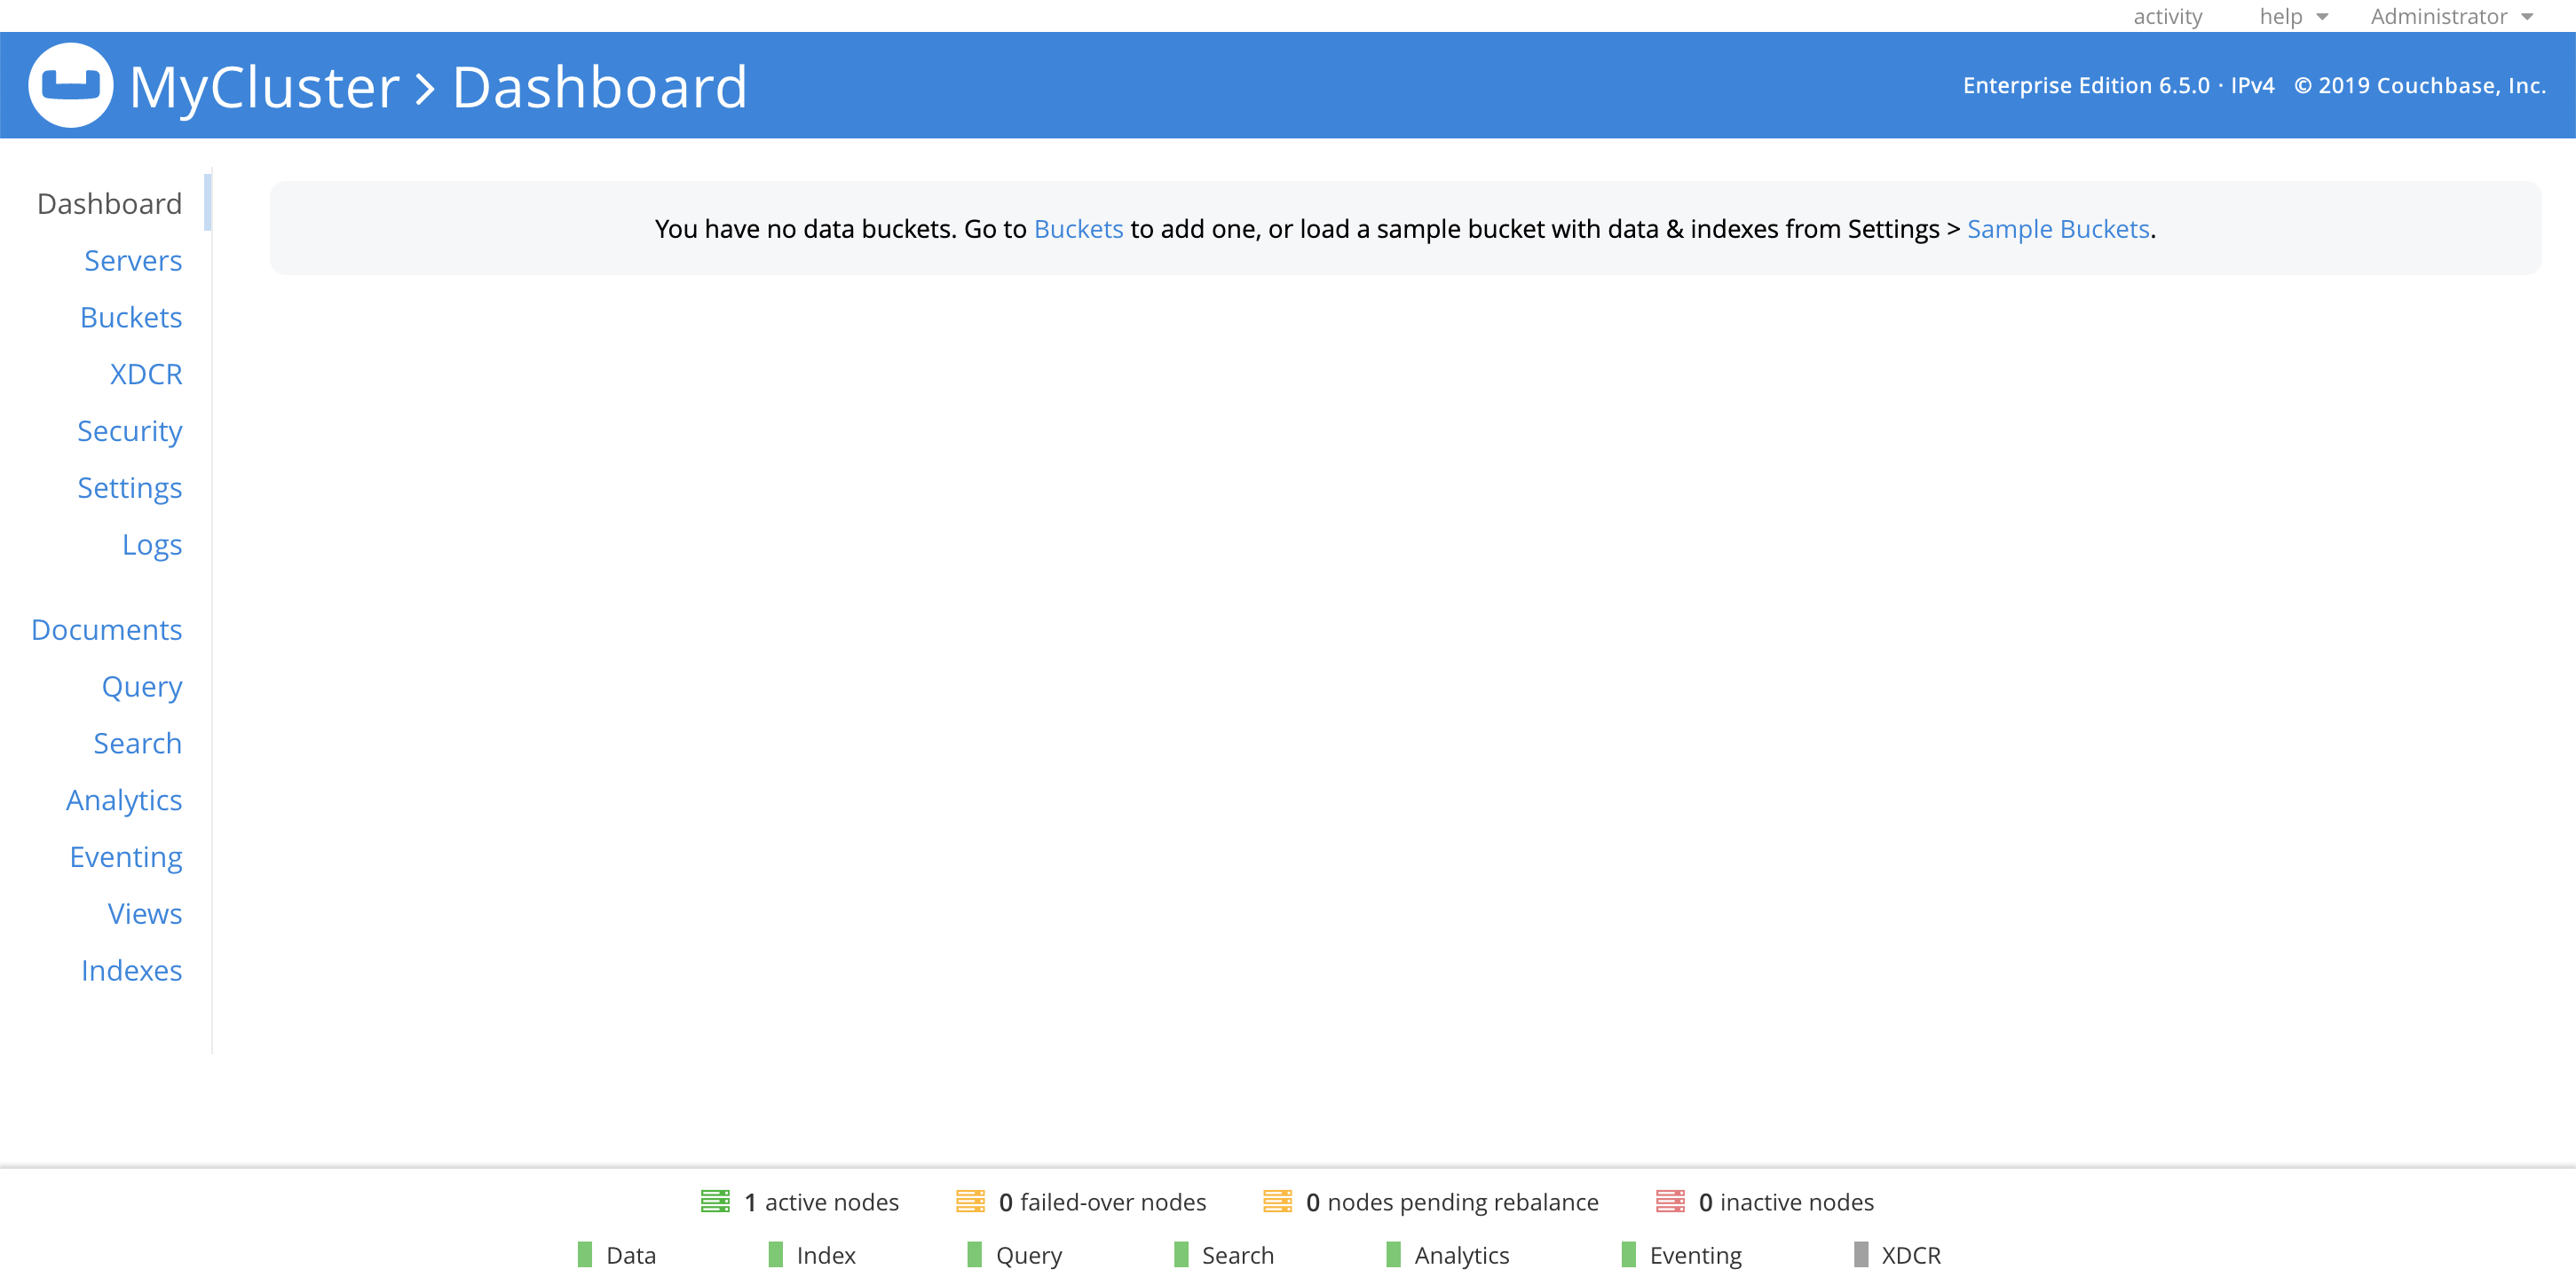 activity help Administrator
MyCluster > Dashboard
Enterprise Edition 6.5.0 · IPv4 © 2019 Couchbase, Inc.
Dashboard
Servers
Buckets
XDCR
Security
Settings
Logs
Documents
Query
Search
Analytics
Eventing
Views
Indexes
You have no data buckets. Go to Buckets to add one, or load a sample bucket with data & indexes from Settings > Sample Buckets.
1 active nodes 0 failed-over nodes 0 nodes pending rebalance 0 inactive nodes
Data Index Query Search Analytics Eventing XDCR